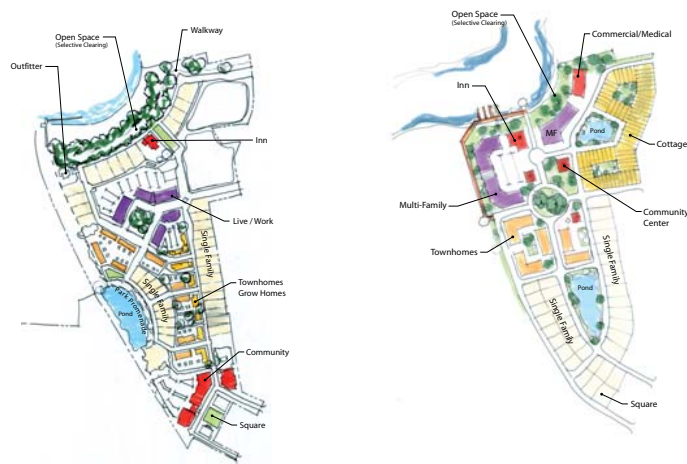 Walkway
Open Space
(Selective Clearing)
Outfitter
Inn
Live / Work
Single Family
Townhomes
Grow Homes
Single Family
Park Promenade
Pond
Community
Square
Open Space
(Selective Clearing)
Commercial/Medical
Inn
MF
Pond
Cottage
Multi-Family
Community
Center
Townhomes
Single Family
Pond
Single Family
Square